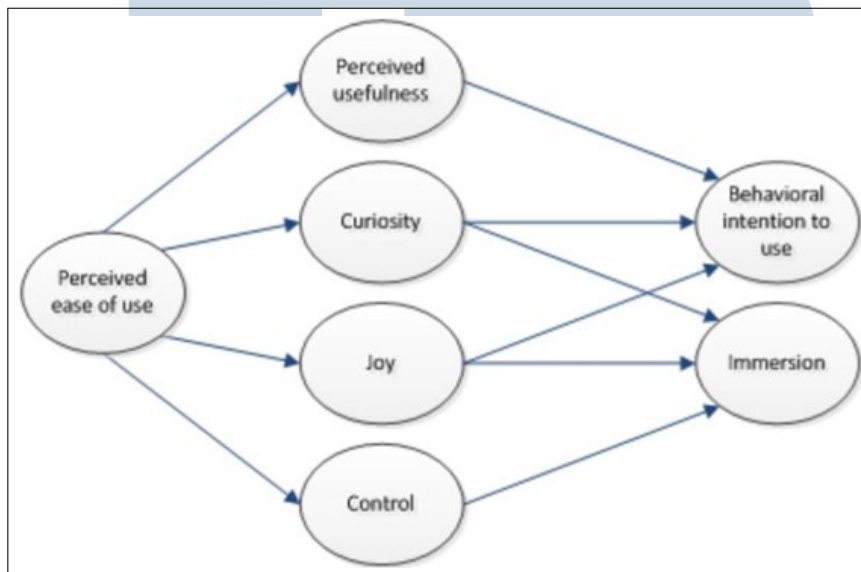 Perceived
usefulness
Curiosity
Behavioral
intention to
use
Perceived
ease of use
Joy
Immersion
Control